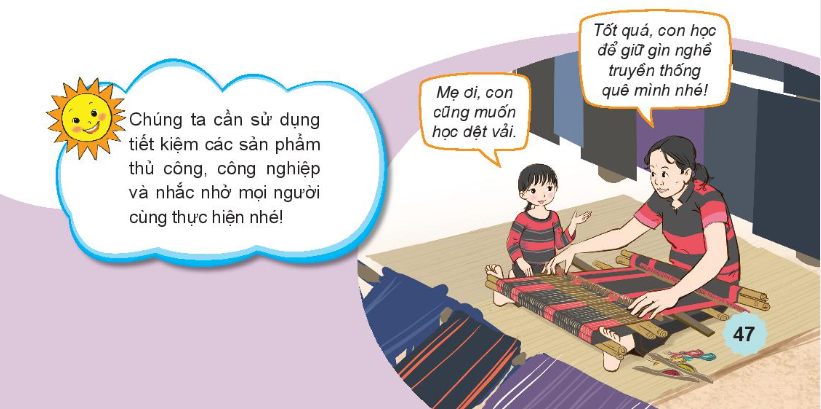 Chúng ta cần sử dụng
tiết kiệm các sản phẩm
thủ công, công nghiệp
và nhắc nhở mọi người
cùng thực hiện nhé!
Mẹ ơi, con
cũng muốn
học dệt vải.
Tốt quá, con học
để giữ gìn nghề
truyền thống
quê mình nhé!
47